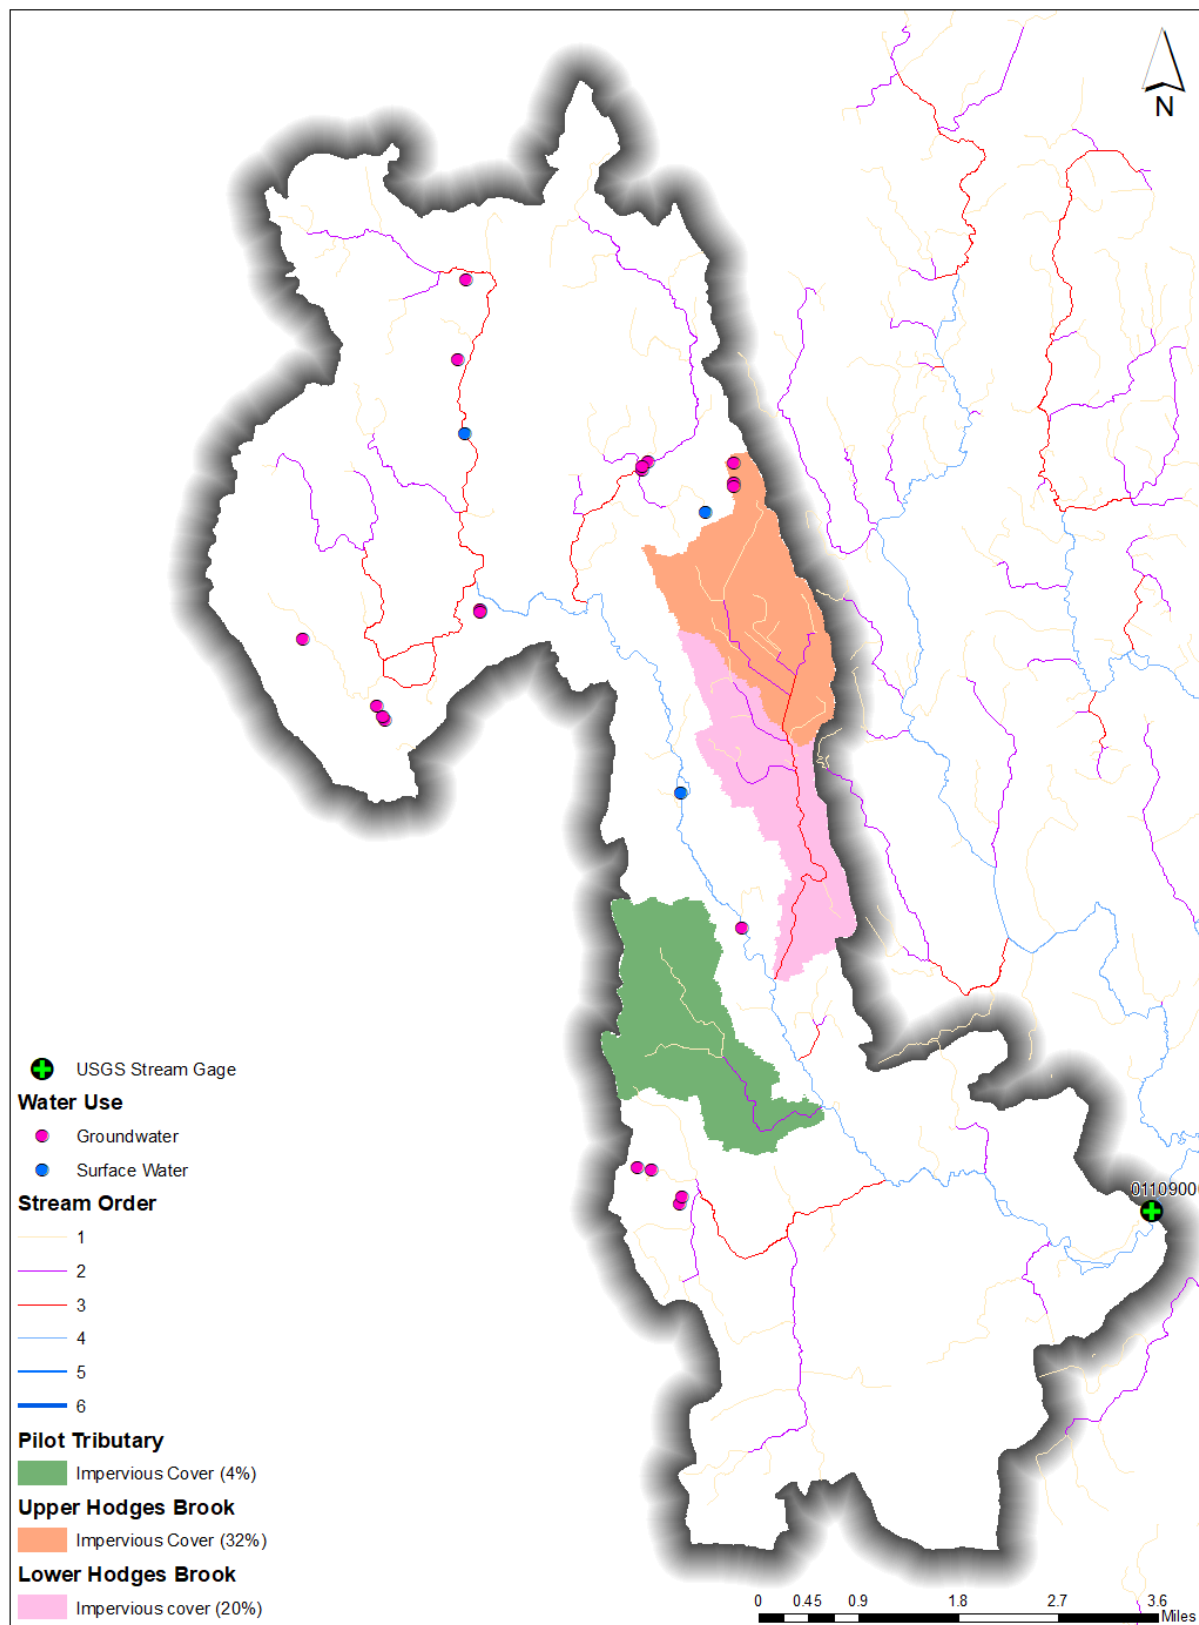 N
USGS Stream Gage
Water Use
Groundwater
Surface Water
Stream Order
1
2
3
4
5
6
Pilot Tributary
Impervious Cover (4%)
Upper Hodges Brook
Impervious Cover (32%)
Lower Hodges Brook
Impervious cover (20%)
0110900
0 0.45 0.9 1.8 2.7 3.6
Miles